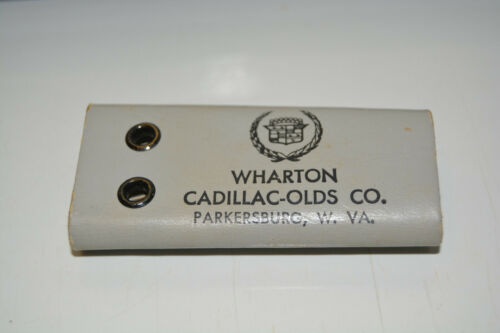 WHARTON
CADILLAC-OLDS CO.
PARKERSBURG, W. VA.